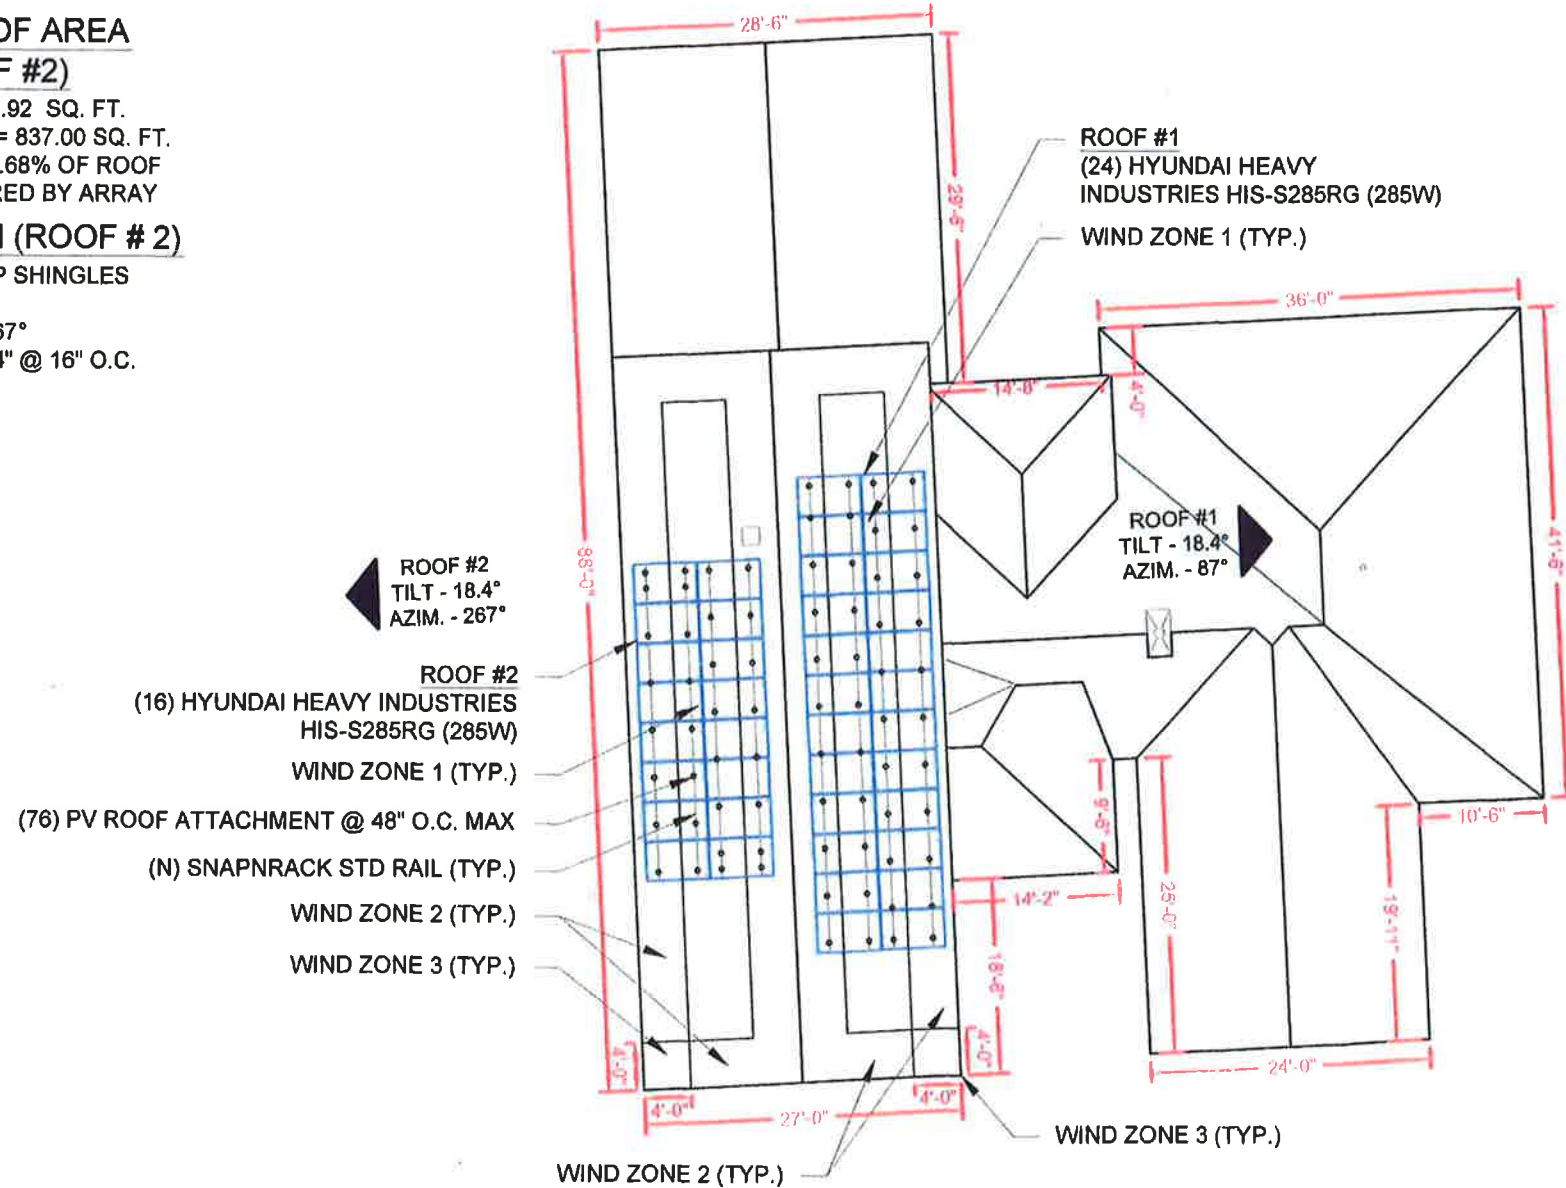 OF AREA
F #2)
.92 SQ. FT.
= 837.00 SQ. FT.
.68% OF ROOF
RED BY ARRAY
(ROOF # 2)
P SHINGLES
67°
4" @ 16" O.C.
28'-6"
29'-6"
ROOF #1
(24) HYUNDAI HEAVY
INDUSTRIES HIS-S285RG (285W)
WIND ZONE 1 (TYP.)
36'-0"
14'-8"
4'-0"
88'-0"
41'-6"
ROOF #1
TILT - 18.4°
AZIM. - 87°
ROOF #2
TILT - 18.4°
AZIM. - 267°
ROOF #2
(16) HYUNDAI HEAVY INDUSTRIES
HIS-S285RG (285W)
WIND ZONE 1 (TYP.)
(76) PV ROOF ATTACHMENT @ 48" O.C. MAX
(N) SNAPNRACK STD RAIL (TYP.)
WIND ZONE 2 (TYP.)
WIND ZONE 3 (TYP.)
9'-6"
10'-6"
14'-2"
25'-0"
19'-11"
18'-8"
4'-0"
4'-0"
24'-0"
4'-0"
4'-0"
27'-0"
WIND ZONE 3 (TYP.)
WIND ZONE 2 (TYP.)